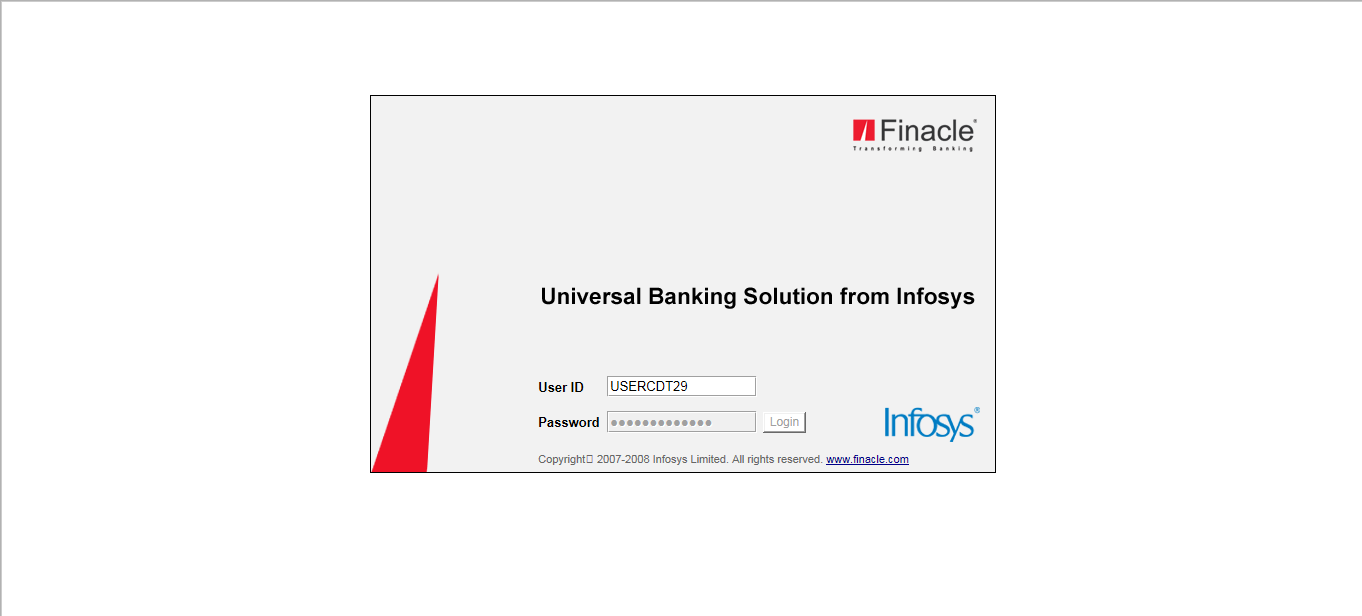 Finacle®
Transforming Banking
Universal Banking Solution from Infosys
User ID USERCDT29
Password ●●●●●●●●●●●●● Login
Infosys®
Copyright□ 2007-2008 Infosys Limited. All rights reserved. www.finacle.com